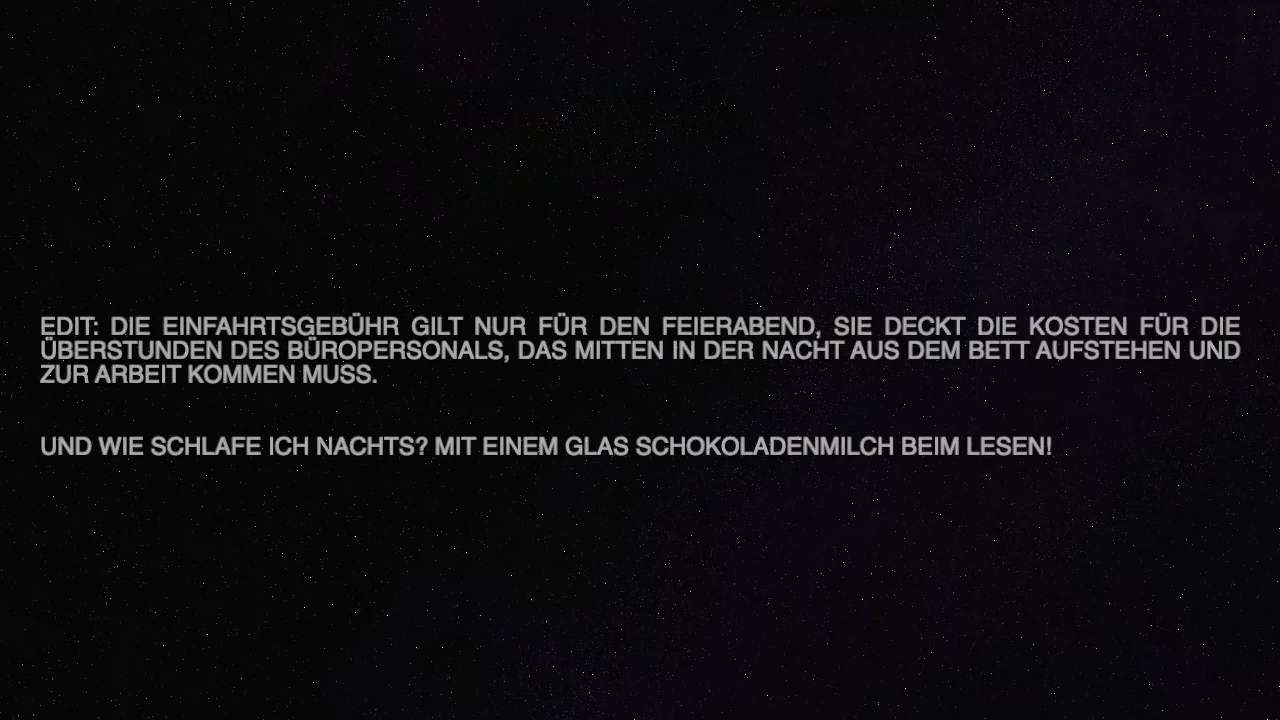 EDIT: DIE EINFAHRTSGEBÜHR GILT NUR FÜR DEN FEIERABEND, SIE DECKT DIE KOSTEN FÜR DIE
ÜBERSTUNDEN DES BÜROPERSONALS, DAS MITTEN IN DER NACHT AUS DEM BETT AUFSTEHEN UND
ZUR ARBEIT KOMMEN MUSS.
UND WIE SCHLAFE ICH NACHTS? MIT EINEM GLAS SCHOKOLADENMILCH BEIM LESEN!